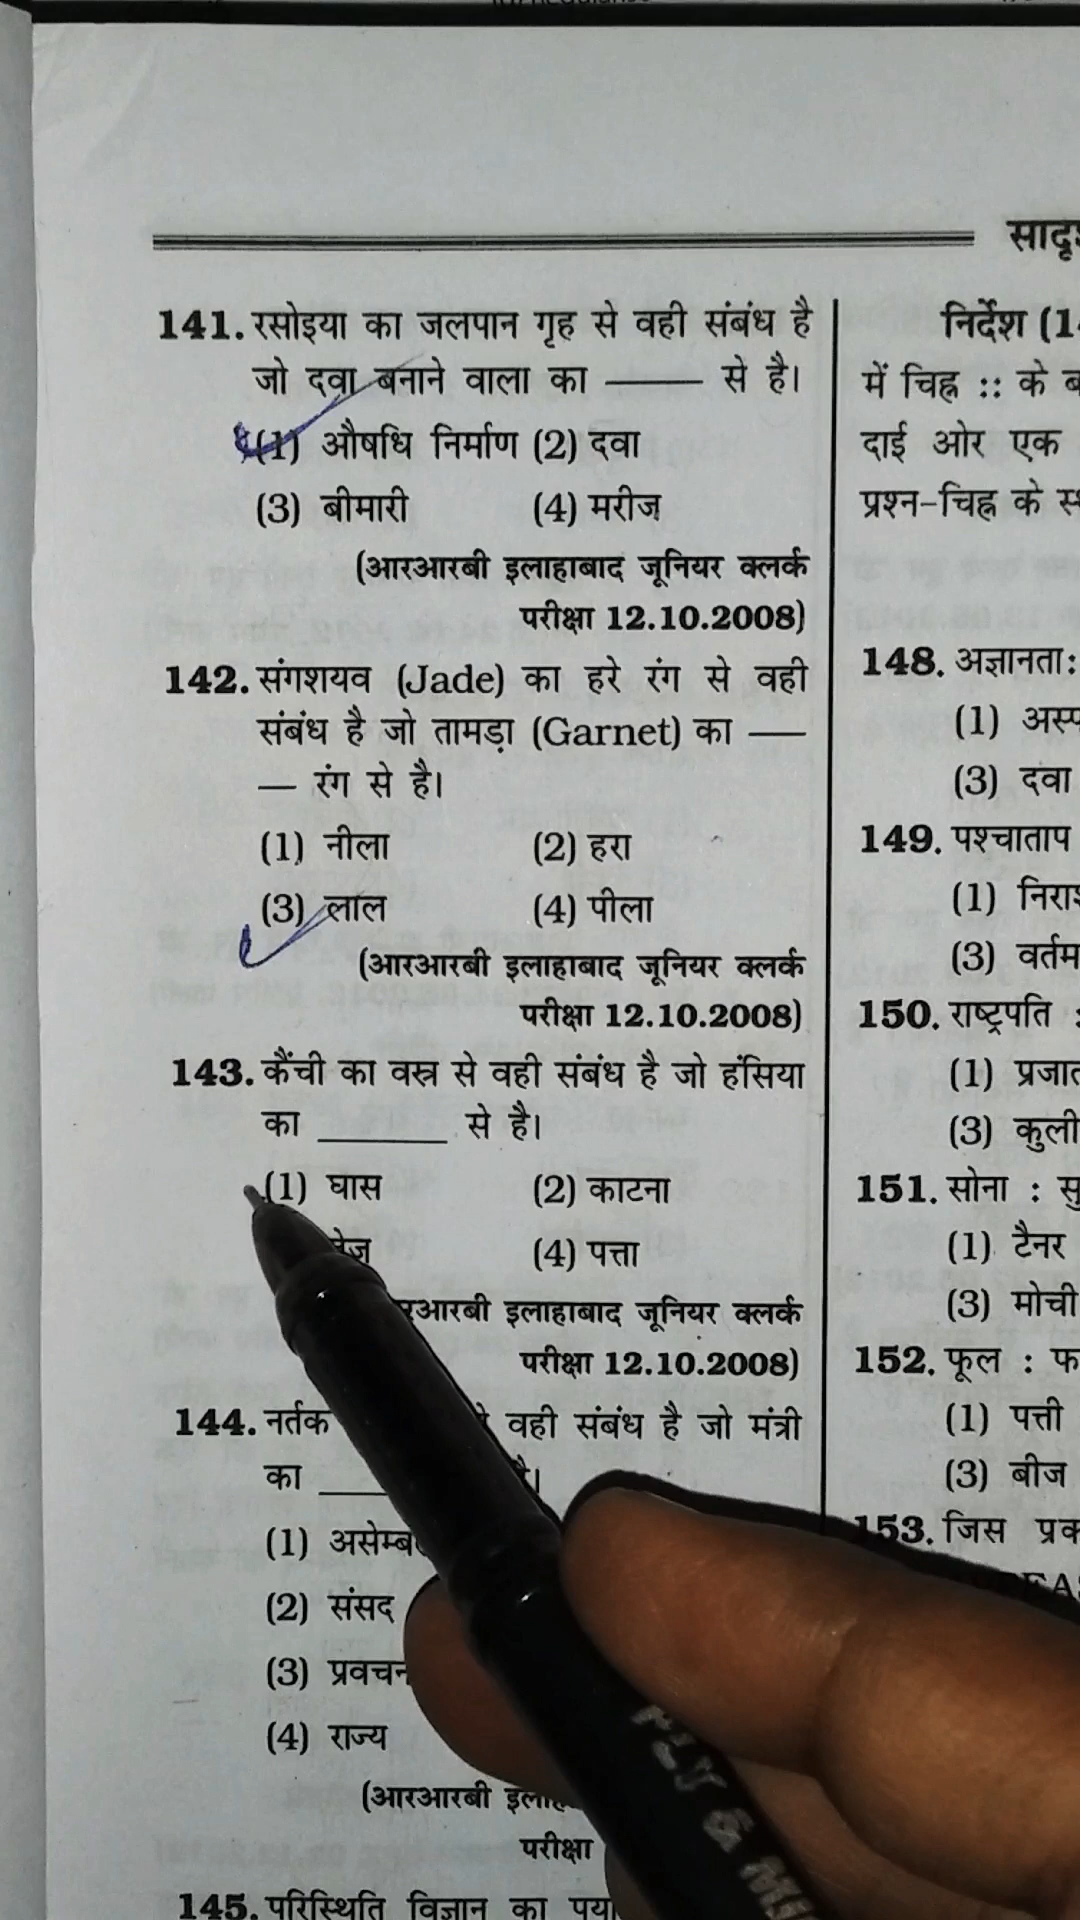 सादृश
141. रसोइया का जलपान गृह से वही संबंध है
जो दवा बनाने वाला का ——— से है।
(1) औषधि निर्माण (2) दवा
(3) बीमारी (4) मरीज
(आरआरबी इलाहाबाद जूनियर क्लर्क
परीक्षा 12.10.2008)
142. संगशयव (Jade) का हरे रंग से वही
संबंध है जो तामड़ा (Garnet) का —
— रंग से है।
(1) नीला (2) हरा
(3) लाल (4) पीला
(आरआरबी इलाहाबाद जूनियर क्लर्क
परीक्षा 12.10.2008)
143. कैंची का वस्त्र से वही संबंध है जो हंसिया
का ______ से है।
(1) घास (2) काटना
(4) पत्ता
आरआरबी इलाहाबाद जूनियर क्लर्क
परीक्षा 12.10.2008)
144. नर्तक वही संबंध है जो मंत्री
का ___ है।
(1)
(2) संसद
(3) प्रवचन
(4) राज्य
(आरआरबी
परीक्षा
145. परिस्थिति विज्ञान का
निर्देश (14
में चिह्न :: के
दाई ओर एक
प्रश्न-चिह्न के
148. अज्ञानता:
(1)
(3) दवा
149. पश्चाताप
(1)
(3)
150. राष्ट्रपति :
(1)
(3) कुली
151. सोना :
(1) टैनर
(3) मोची
152. फूल :
(1) पत्ती
(3) बीज
153. जिस